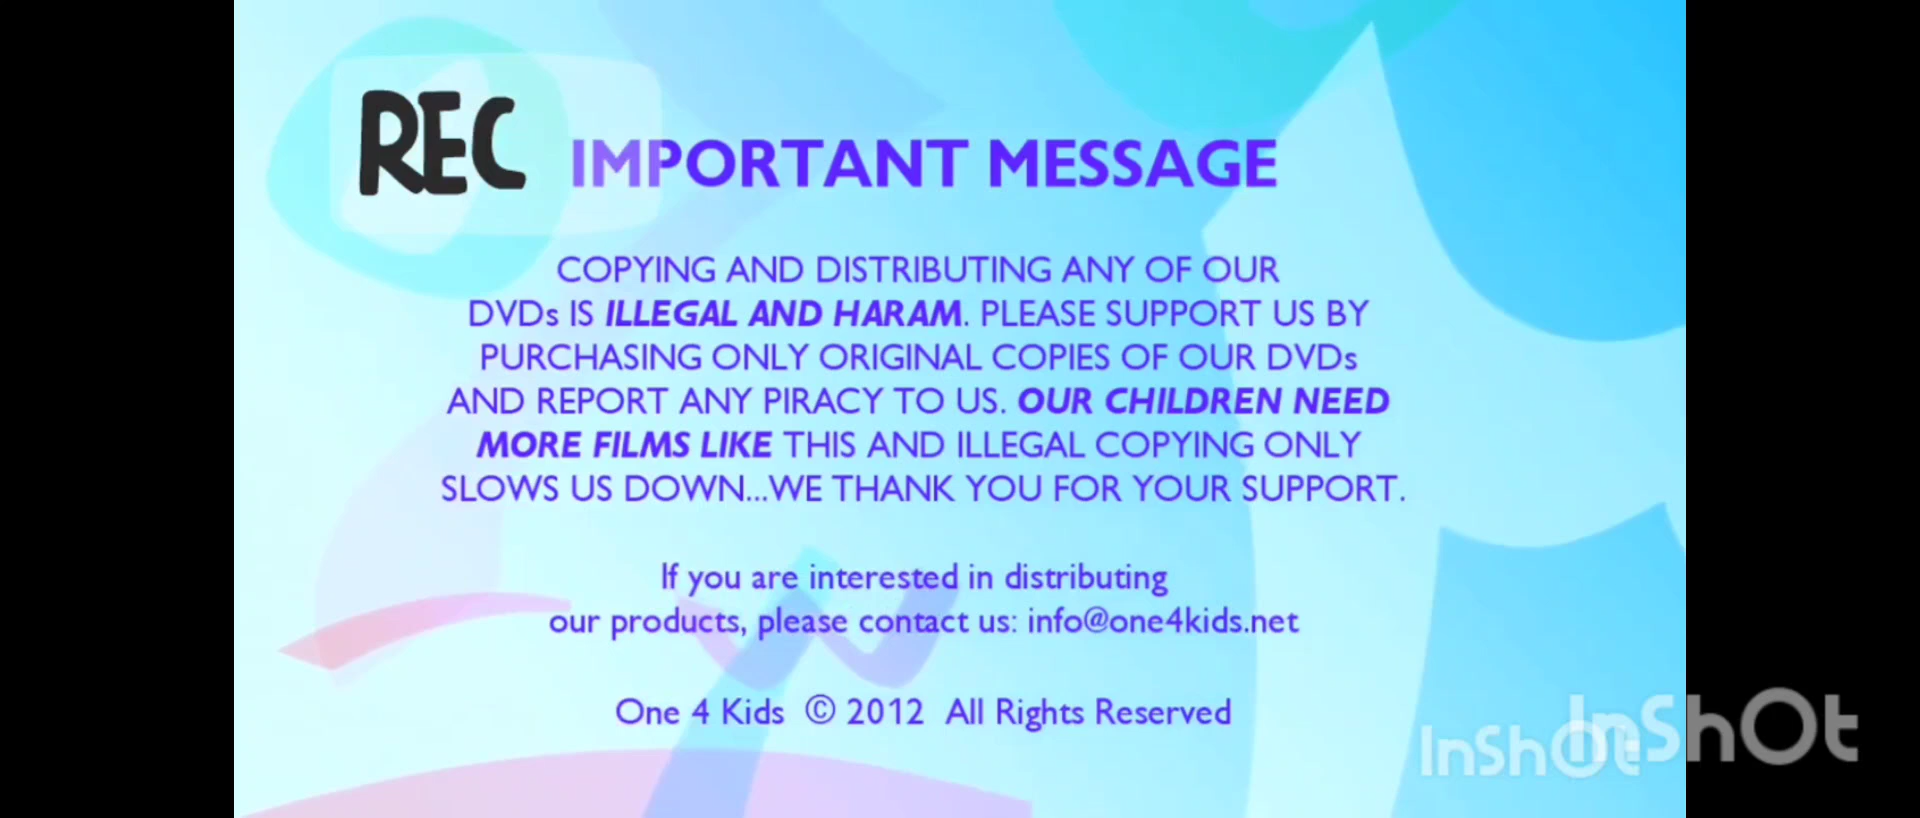 REC
IMPORTANT MESSAGE
COPYING AND DISTRIBUTING ANY OF OUR
DVDs IS ILLEGAL AND HARAM. PLEASE SUPPORT US BY
PURCHASING ONLY ORIGINAL COPIES OF OUR DVDs
AND REPORT ANY PIRACY TO US. OUR CHILDREN NEED
MORE FILMS LIKE THIS AND ILLEGAL COPYING ONLY
SLOWS US DOWN...WE THANK YOU FOR YOUR SUPPORT.
If you are interested in distributing
our products, please contact us: info@one4kids.net
One 4 Kids © 2012 All Rights Reserved
InShOt
InShOt